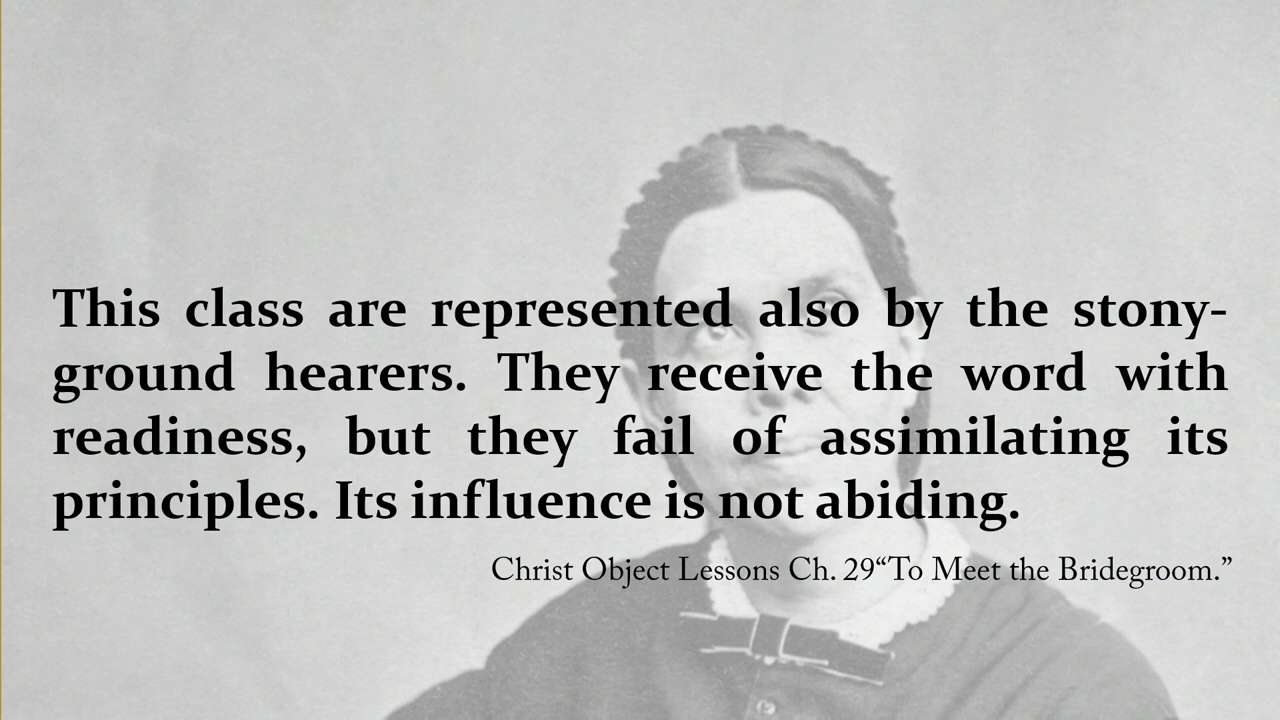 This class are represented also by the stony-
ground hearers. They receive the word with
readiness, but they fail of assimilating its
principles. Its influence is not abiding.
Christ Object Lessons Ch. 29“To Meet the Bridegroom.”